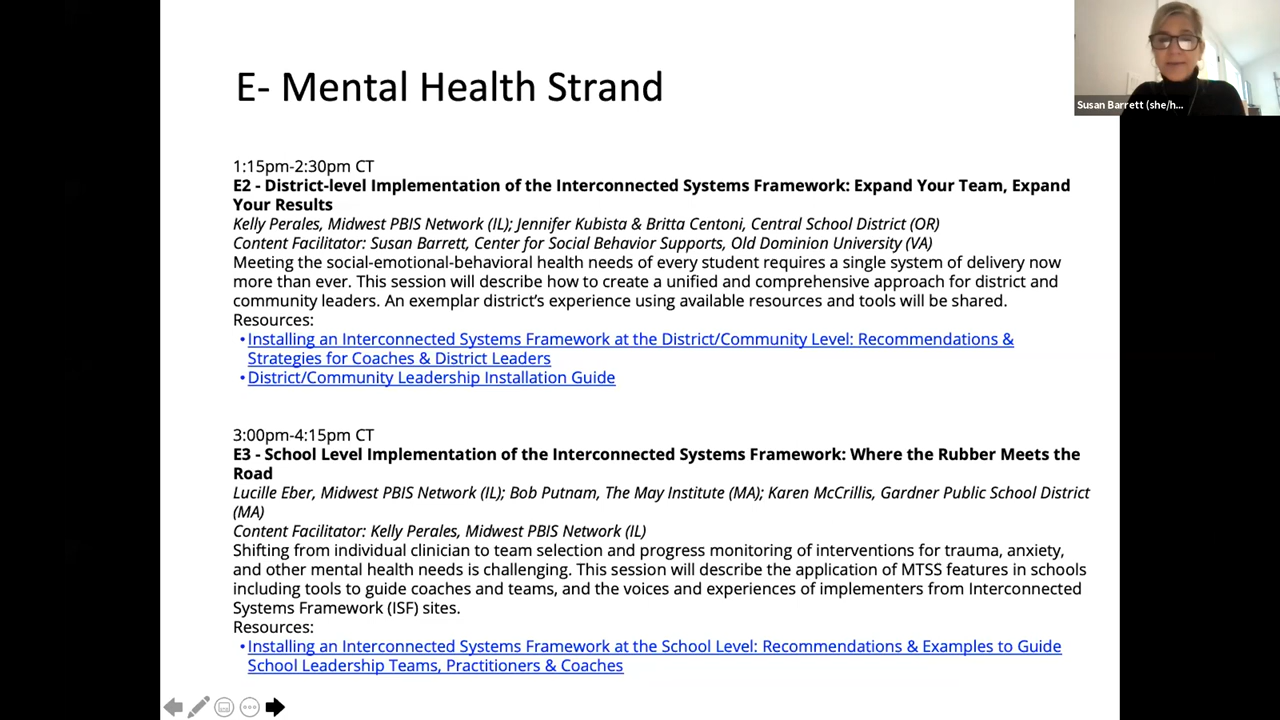 E- Mental Health Strand
Susan Barrett (she/h...
1:15pm-2:30pm CT
E2 - District-level Implementation of the Interconnected Systems Framework: Expand Your Team, Expand
Your Results
Kelly Perales, Midwest PBIS Network (IL); Jennifer Kubista & Britta Centoni, Central School District (OR)
Content Facilitator: Susan Barrett, Center for Social Behavior Supports, Old Dominion University (VA)
Meeting the social-emotional-behavioral health needs of every student requires a single system of delivery now
more than ever. This session will describe how to create a unified and comprehensive approach for district and
community leaders. An exemplar district's experience using available resources and tools will be shared.
Resources:
•Installing an Interconnected Systems Framework at the District/Community Level: Recommendations &
Strategies for Coaches & District Leaders
•District/Community Leadership Installation Guide
3:00pm-4:15pm CT
E3 - School Level Implementation of the Interconnected Systems Framework: Where the Rubber Meets the
Road
Lucille Eber, Midwest PBIS Network (IL); Bob Putnam, The May Institute (MA); Karen McCrillis, Gardner Public School District
(MA)
Content Facilitator: Kelly Perales, Midwest PBIS Network (IL)
Shifting from individual clinician to team selection and progress monitoring of interventions for trauma, anxiety,
and other mental health needs is challenging. This session will describe the application of MTSS features in schools
including tools to guide coaches and teams, and the voices and experiences of implementers from Interconnected
Systems Framework (ISF) sites.
Resources:
•Installing an Interconnected Systems Framework at the School Level: Recommendations & Examples to Guide
School Leadership Teams, Practitioners & Coaches